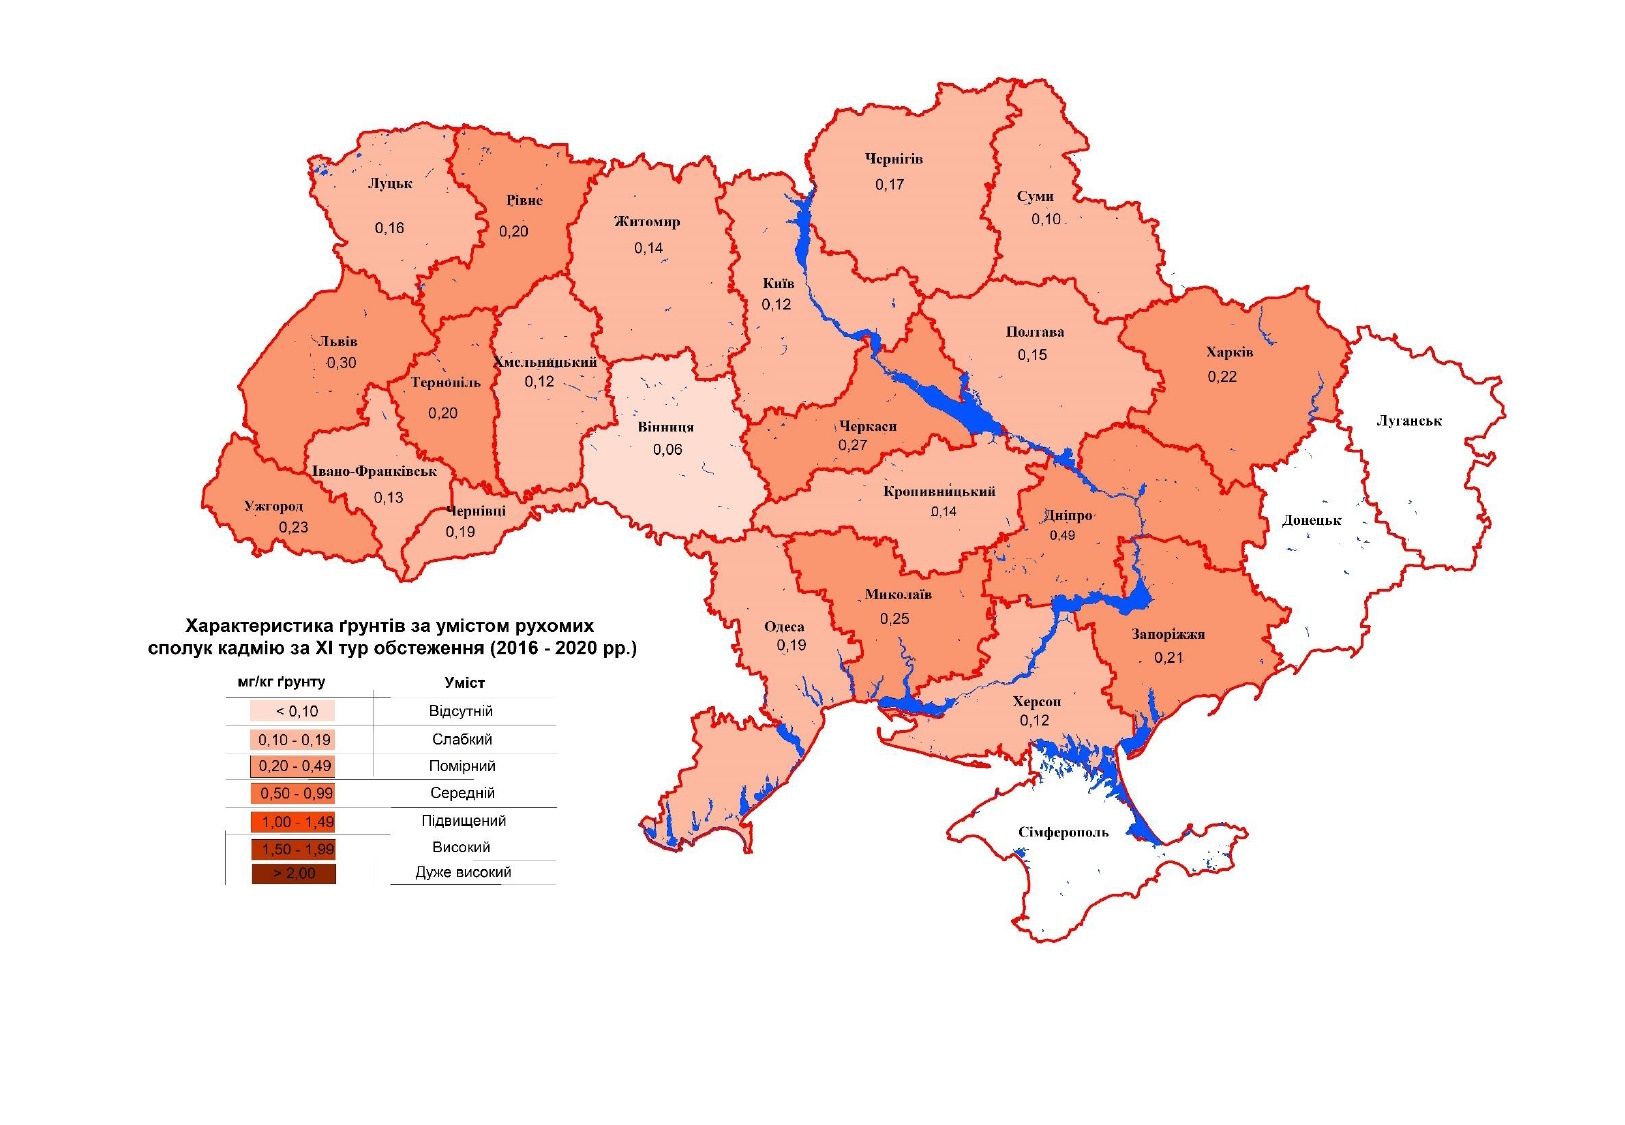 Чернігів
0,17
Суми
0,10
Луцьк
0,16
Рівне
0,20
Житомир
0,14
Київ
0,12
Полтава
0,15
Харків
0,22
Львів
0,30
Тернопіль
0,20
Хмельницький
0,12
Вінниця
0,06
Черкаси
0,27
Луганськ
Івано-Франківськ
0,13
Ужгород
0,23
Чернівці
0,19
Кропивницький
0,14
Дніпро
0,49
Донецьк
Миколаїв
0,25
Одеса
0,19
Запоріжжя
0,21
Херсон
0,12
Сімферополь
Характеристика ґрунтів за умістом рухомих
сполук кадмію за XI тур обстеження (2016 - 2020 рр.)
мг/кг ґрунту Уміст
< 0,10 Відсутній
0,10 - 0,19 Слабкий
0,20 - 0,49 Помірний
0,50 - 0,99 Середній
1,00 - 1,49 Підвищений
1,50 - 1,99 Високий
> 2,00 Дуже високий